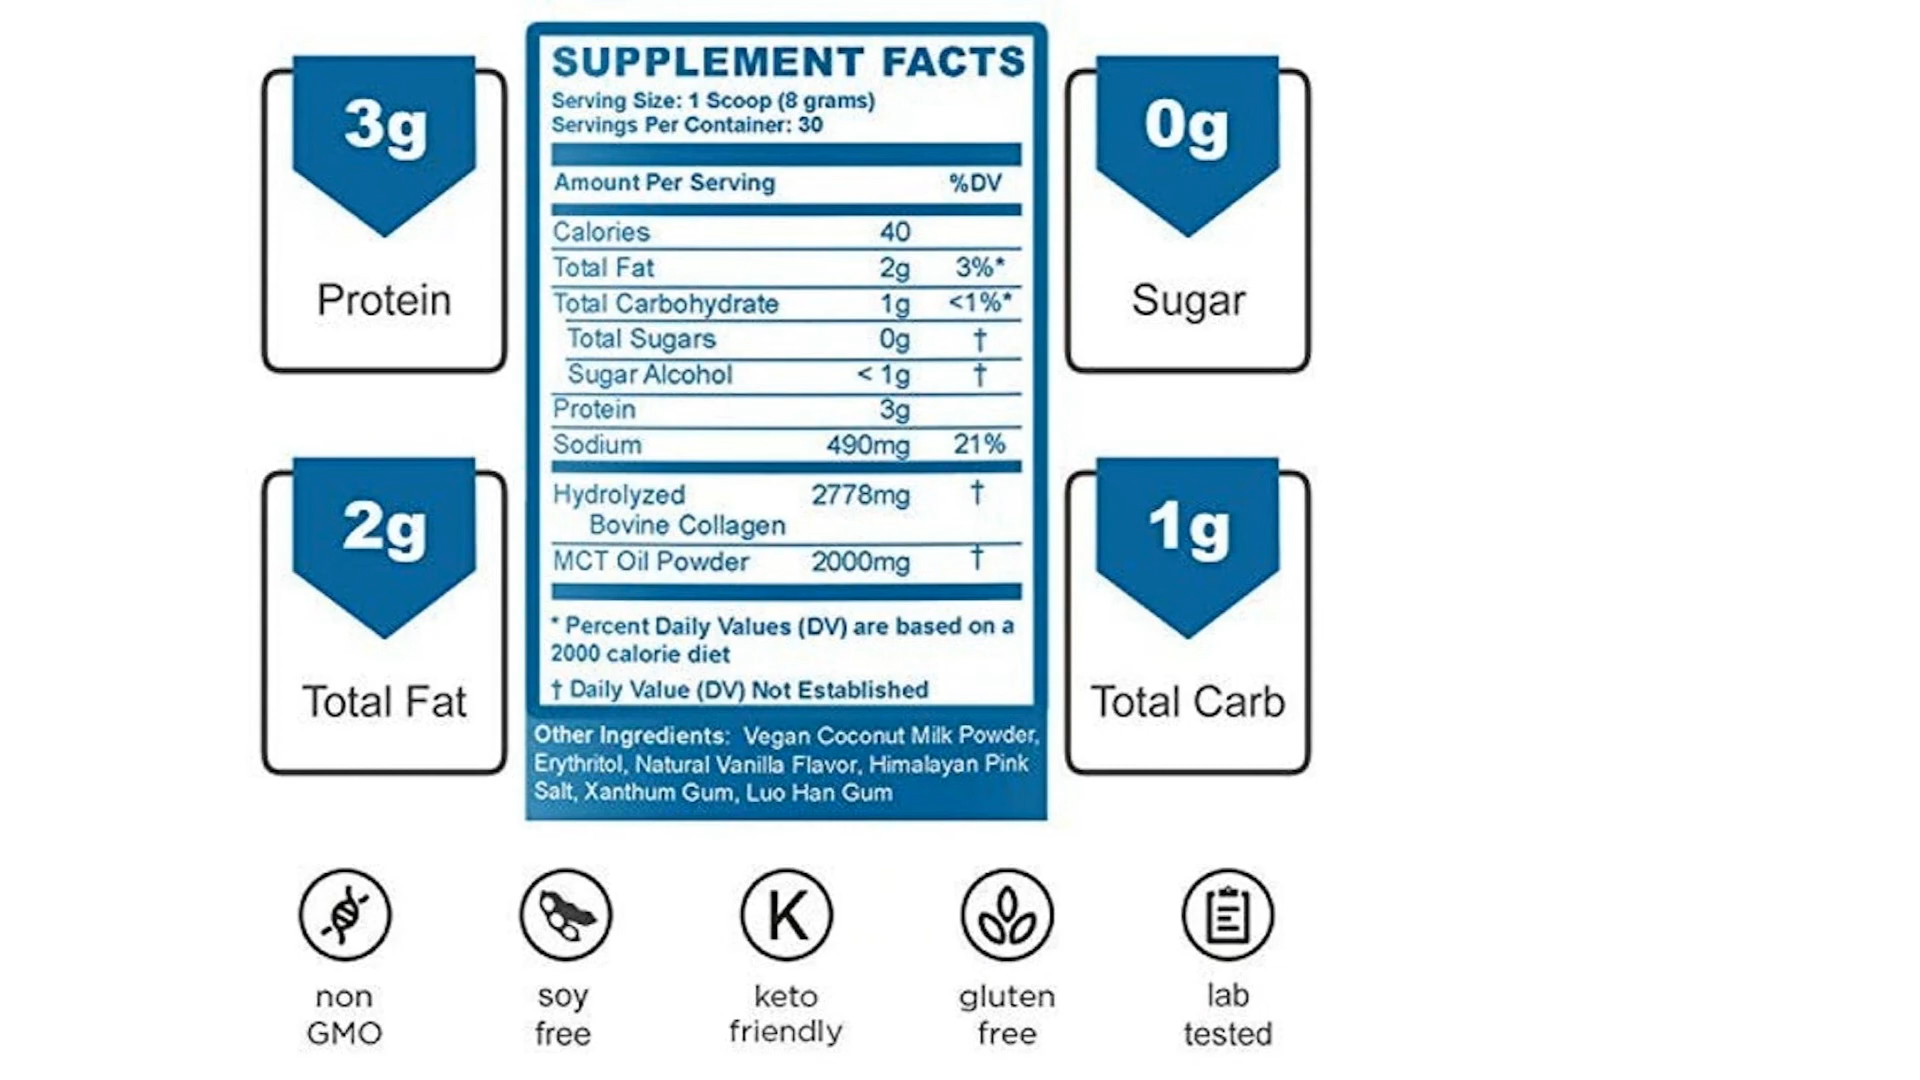 3g
Protein
2g
Total Fat
SUPPLEMENT FACTS
Serving Size: 1 Scoop (8 grams)
Servings Per Container: 30
Amount Per Serving %DV
Calories 40
Total Fat 2g 3%*
Total Carbohydrate 1g <1%*
Total Sugars 0g †
Sugar Alcohol < 1g †
Protein 3g
Sodium 490mg 21%
Hydrolyzed 2778mg †
Bovine Collagen
MCT Oil Powder 2000mg †
* Percent Daily Values (DV) are based on a
2000 calorie diet
† Daily Value (DV) Not Established
Other Ingredients: Vegan Coconut Milk Powder,
Erythritol, Natural Vanilla Flavor, Himalayan Pink
Salt, Xanthum Gum, Luo Han Gum
0g
Sugar
1g
Total Carb
non
GMO
soy
free
K
keto
friendly
gluten
free
lab
tested